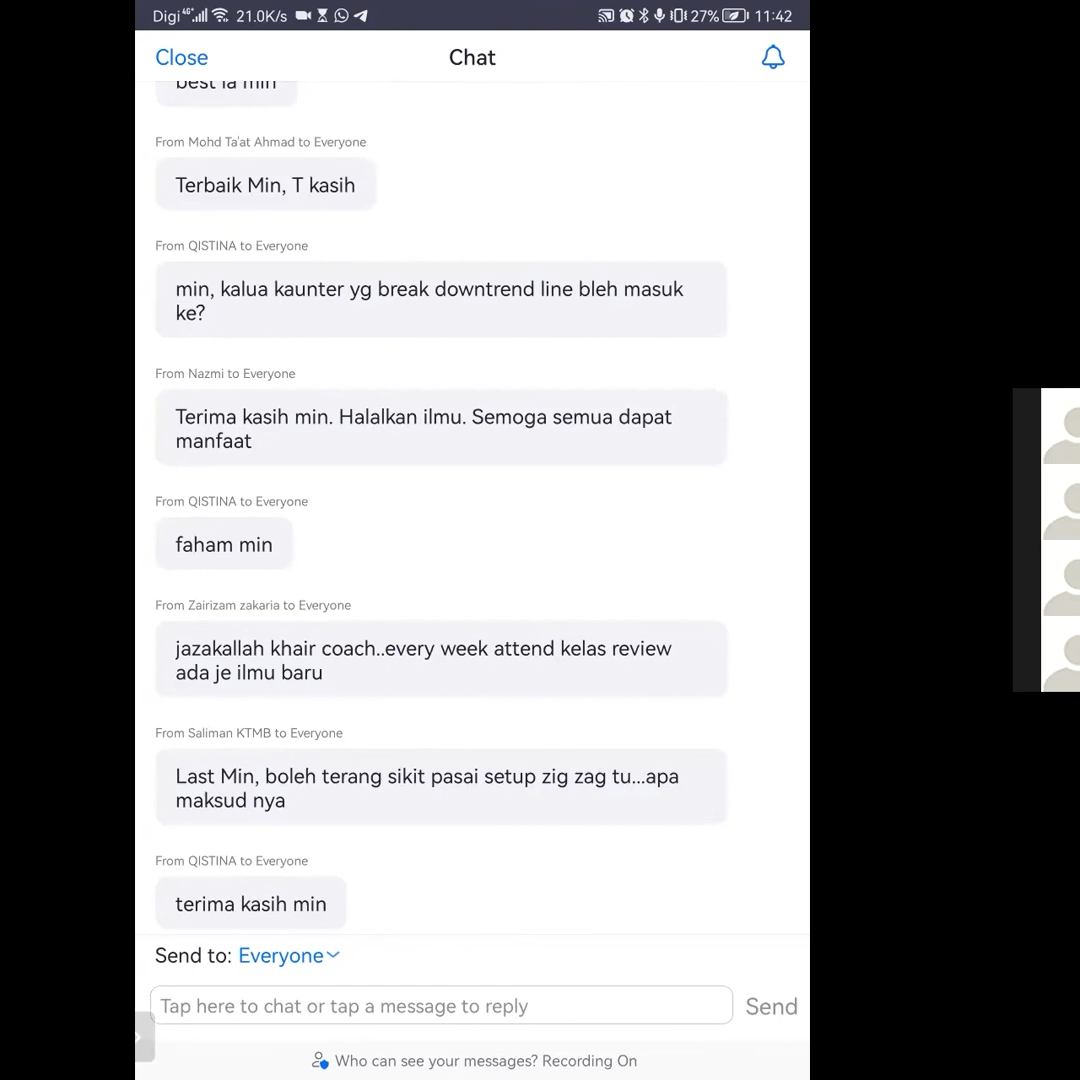 Digi 4G 21.0K/s 27% 11:42
Close Chat
best la min
From Mohd Ta'at Ahmad to Everyone
Terbaik Min, T kasih
From QISTINA to Everyone
min, kalua kaunter yg break downtrend line bleh masuk
ke?
From Nazmi to Everyone
Terima kasih min. Halalkan ilmu. Semoga semua dapat
manfaat
From QISTINA to Everyone
faham min
From Zairizam zakaria to Everyone
jazakallah khair coach..every week attend kelas review
ada je ilmu baru
From Saliman KTMB to Everyone
Last Min, boleh terang sikit pasai setup zig zag tu...apa
maksud nya
From QISTINA to Everyone
terima kasih min
Send to: Everyone
Tap here to chat or tap a message to reply Send
Who can see your messages? Recording On